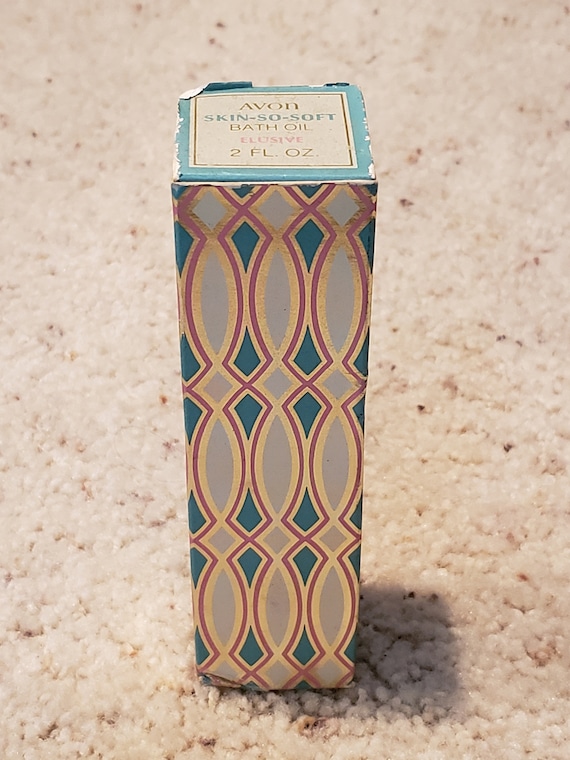 AVON
SKIN-SO-SOFT
BATH OIL
ELUSIVE
2 FL. OZ.